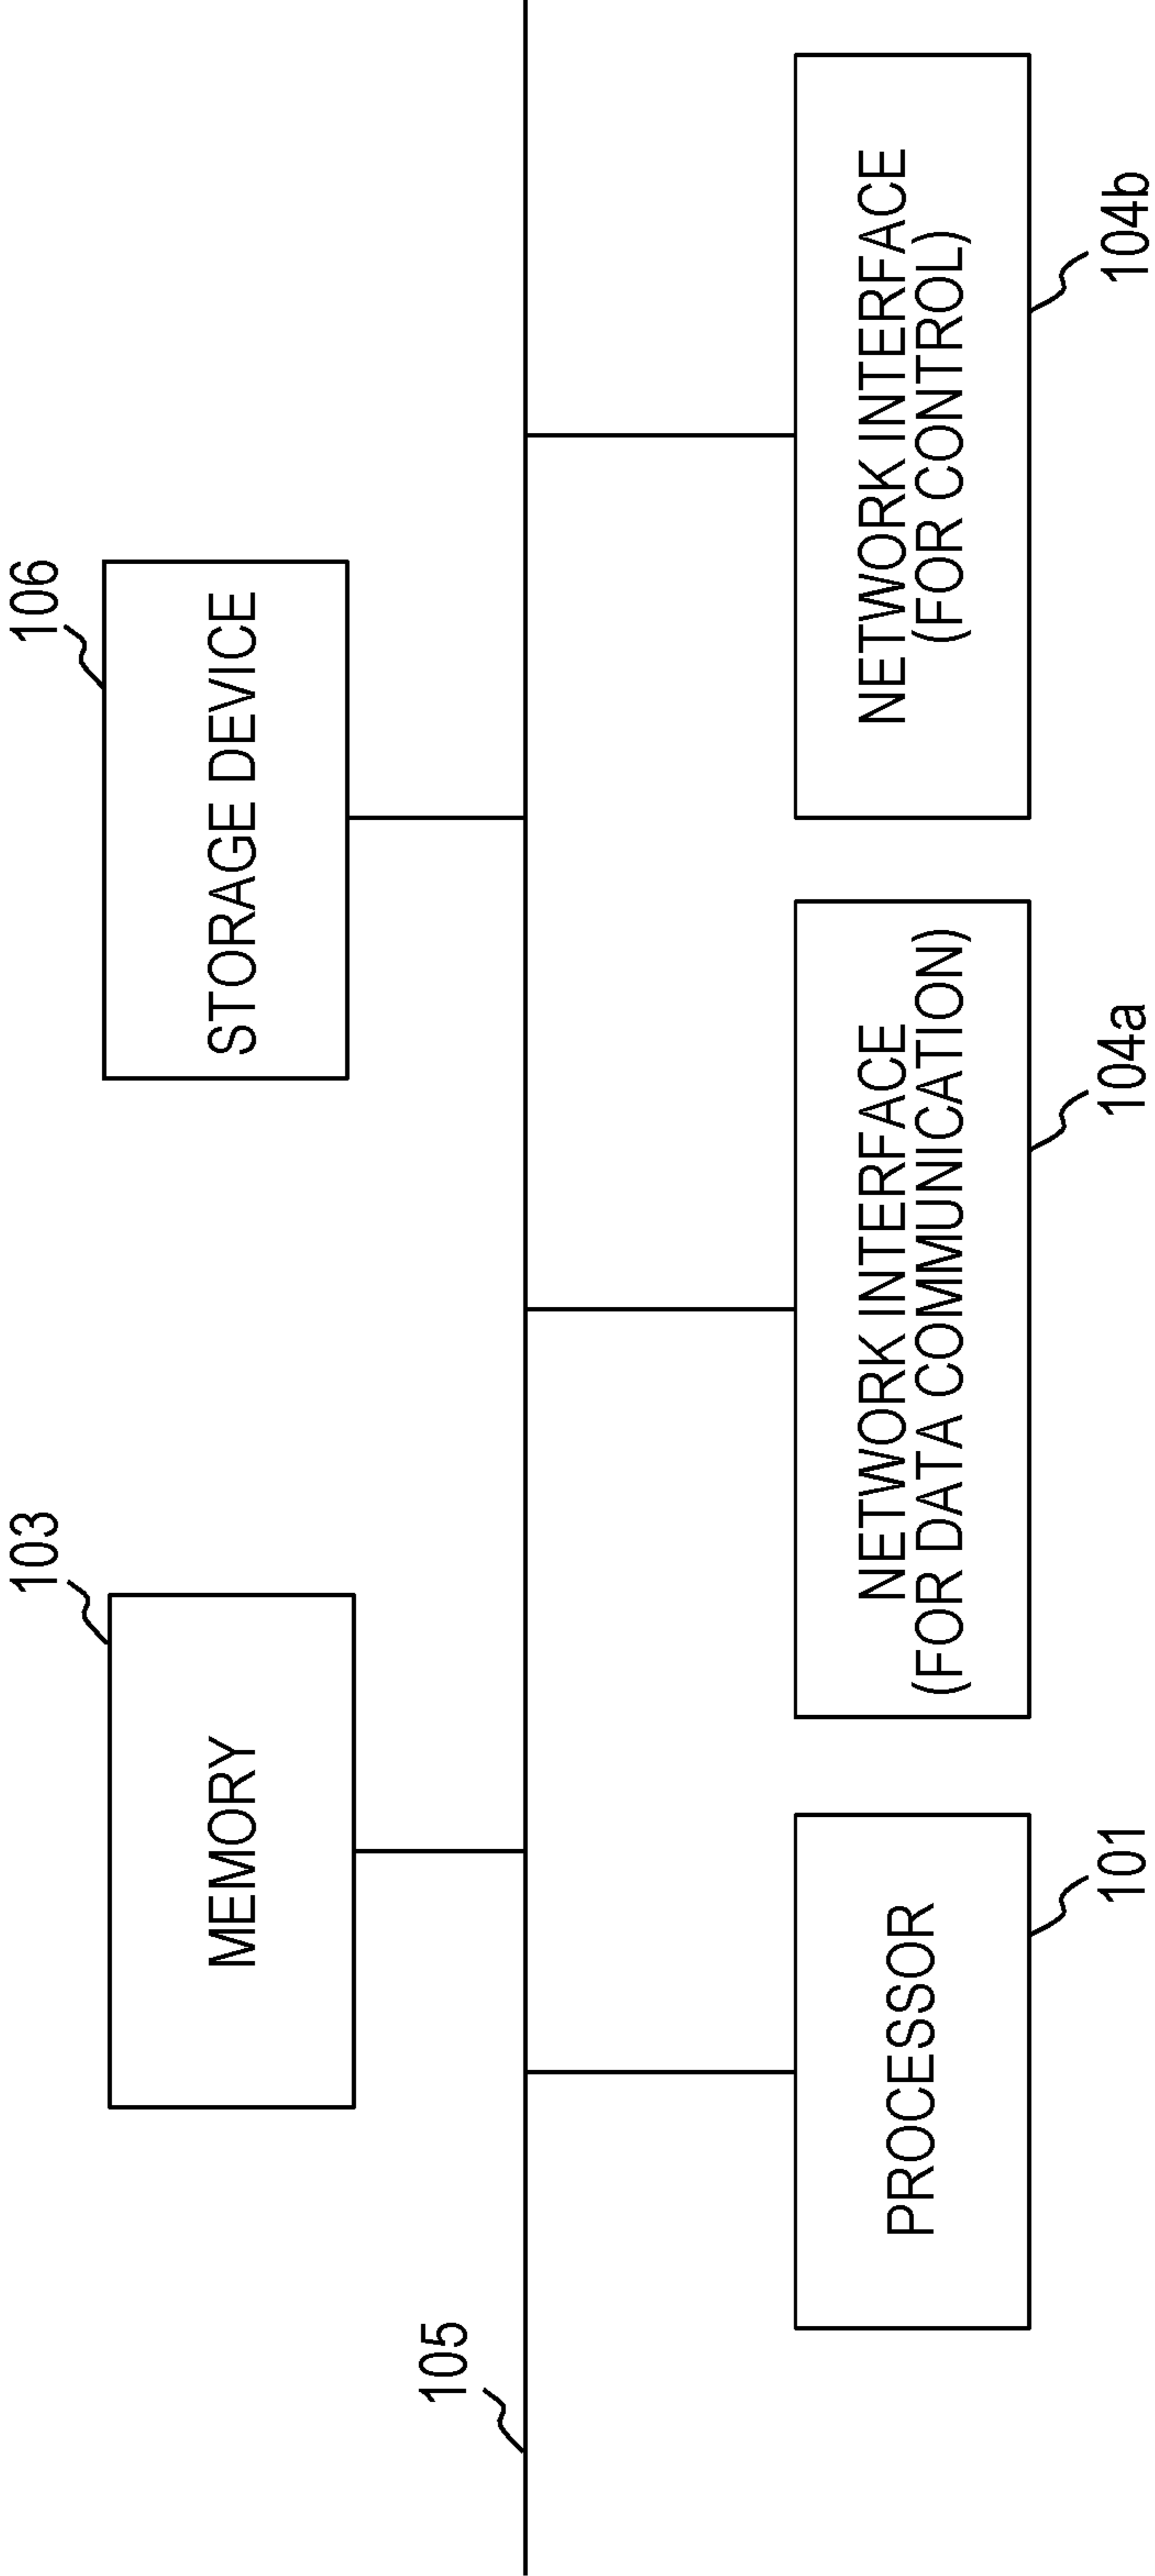 103
MEMORY
106
STORAGE DEVICE
105
PROCESSOR
101
NETWORK INTERFACE
(FOR DATA COMMUNICATION)
104a
NETWORK INTERFACE
(FOR CONTROL)
104b